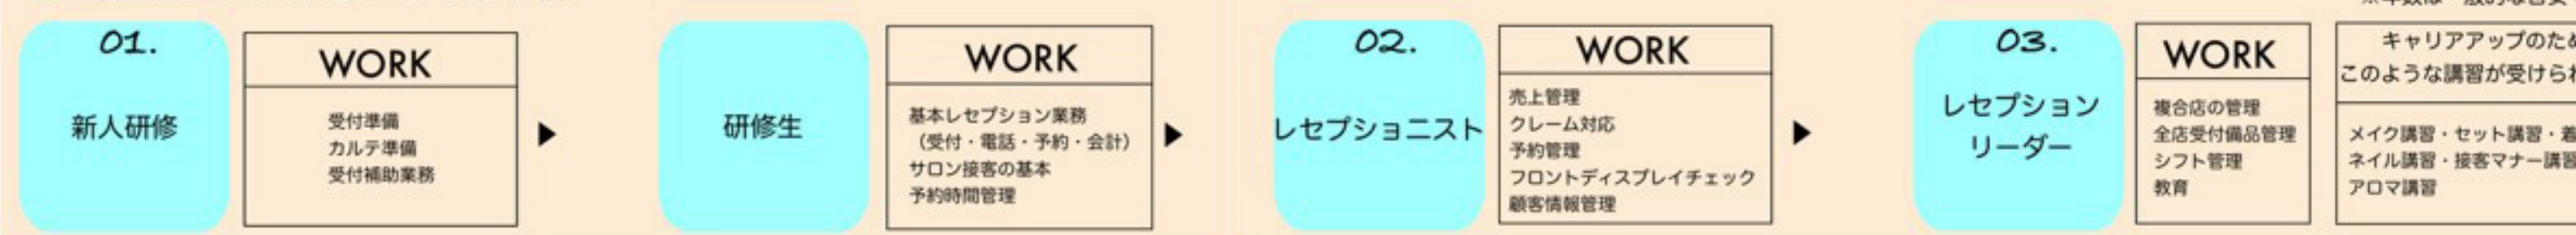 01.
新人研修
WORK
受付準備
カルテ準備
受付補助業務
研修生
WORK
基本レセプション業務
（受付・電話・予約・会計）
サロン接客の基本
予約時間管理
02.
レセプショニスト
WORK
売上管理
クレーム対応
予約管理
フロントディスプレイチェック
顧客情報管理
03.
レセプション
リーダー
WORK
複合店の管理
全店受付備品管理
シフト管理
教育
キャリアアップのため
このような講習が受けられ
メイク講習・セット講習・着
ネイル講習・接客マナー講習
アロマ講習